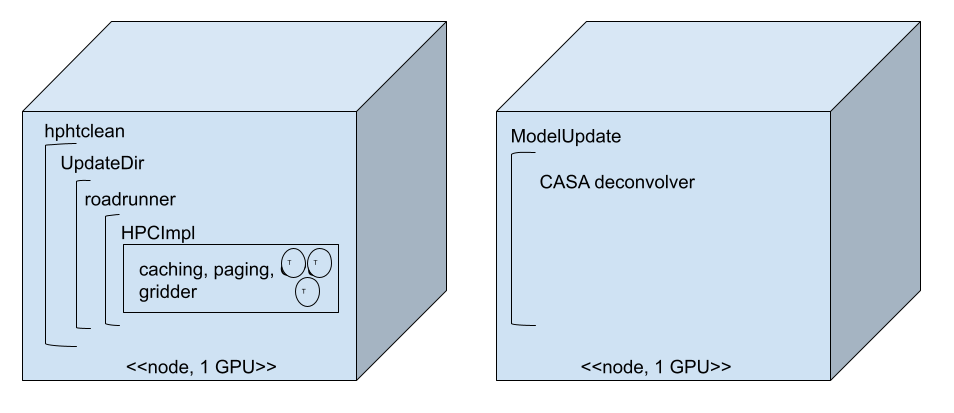 hphtclean
UpdateDir
roadrunner
HPCImpl
caching, paging,
gridder
T
T
T
<<node, 1 GPU>>
ModelUpdate
CASA deconvolver
<<node, 1 GPU>>